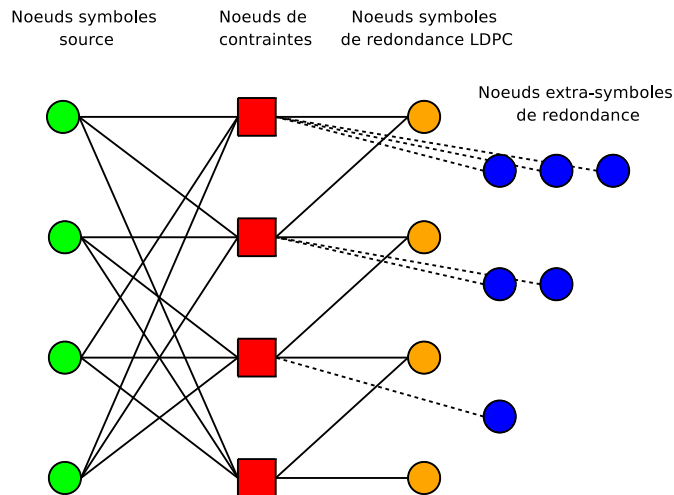 Noeuds symboles
source
Noeuds de
contraintes
Noeuds symboles
de redondance LDPC
Noeuds extra-symboles
de redondance